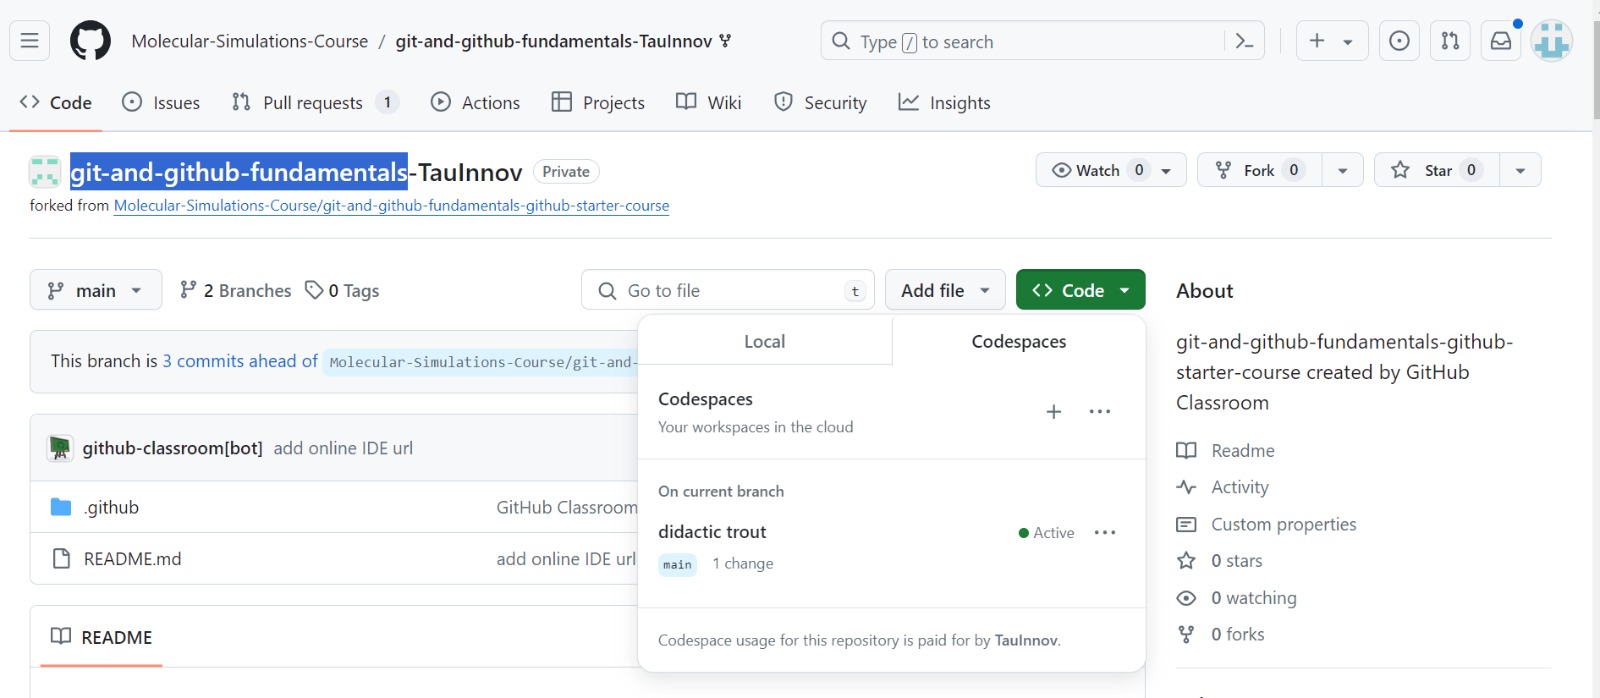 Molecular-Simulations-Course / git-and-github-fundamentals-TauInnov
Type / to search
Code Issues Pull requests 1 Actions Projects Wiki Security Insights
git-and-github-fundamentals-TauInnov Private
Watch 0 Fork 0 Star 0
forked from Molecular-Simulations-Course/git-and-github-fundamentals-github-starter-course
main 2 Branches 0 Tags
Go to file t
Add file
Code
This branch is 3 commits ahead of Molecular-Simulations-Course/git-and-
github-classroom[bot] add online IDE url
.github GitHub Classroom
README.md add online IDE url
README
Local Codespaces
Codespaces
Your workspaces in the cloud
On current branch
didactic trout Active
main 1 change
Codespace usage for this repository is paid for by TauInnov.
About
git-and-github-fundamentals-github-
starter-course created by GitHub
Classroom
Readme
Activity
Custom properties
0 stars
0 watching
0 forks